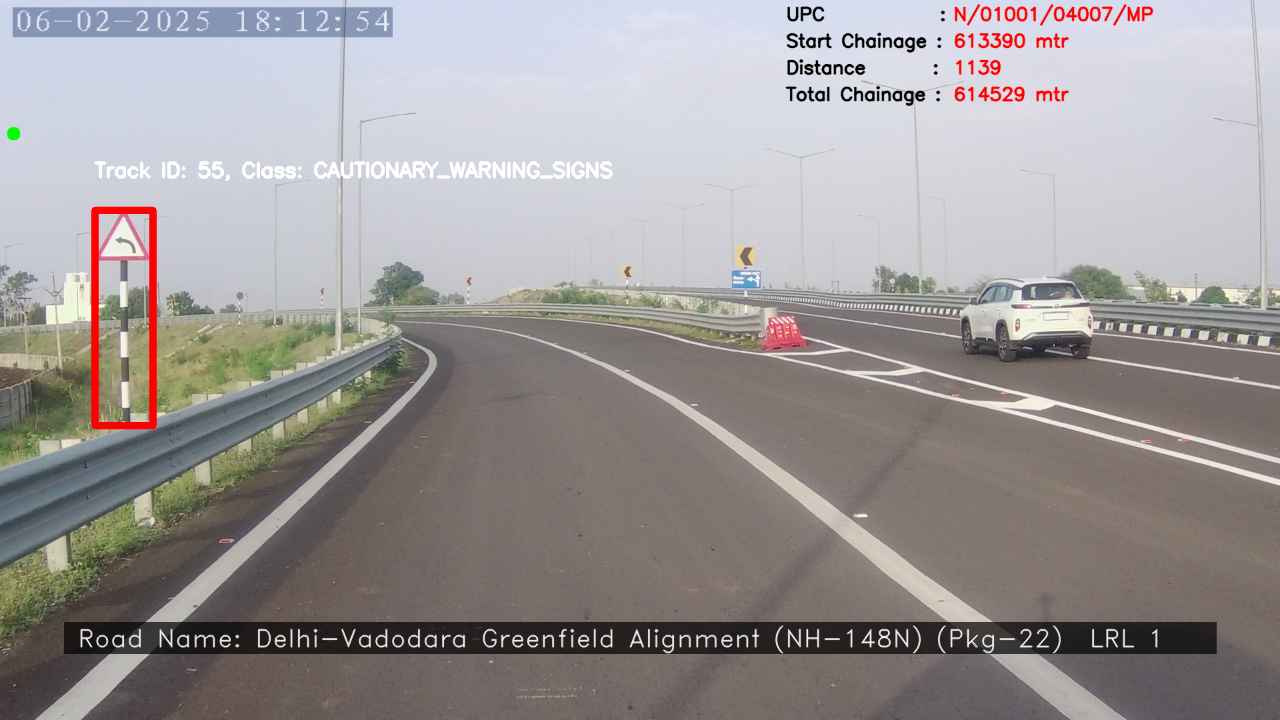 06-02-2025 18:12:54
UPC : N/01001/04007/MP
Start Chainage : 613390 mtr
Distance : 1139
Total Chainage : 614529 mtr
Track ID: 55, Class: CAUTIONARY_WARNING_SIGNS
Road Name: Delhi-Vadodara Greenfield Alignment (NH-148N) (Pkg-22) LRL 1